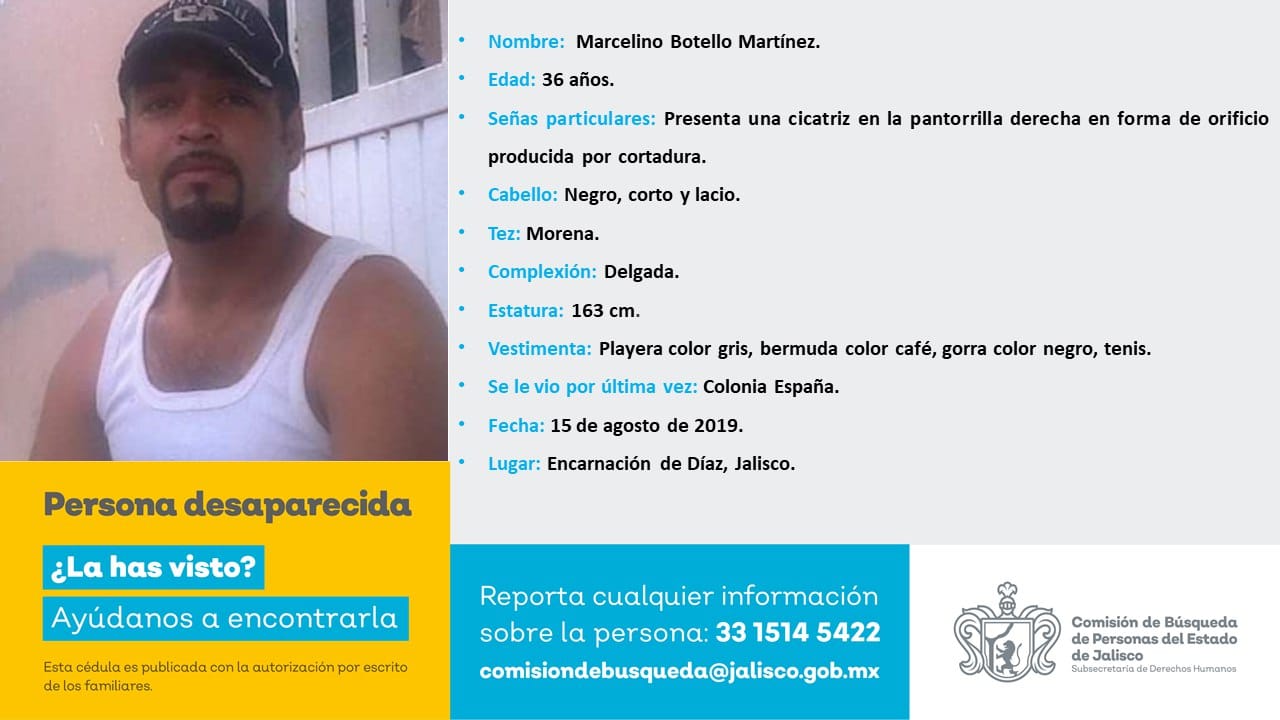 CA
• Nombre: Marcelino Botello Martínez.
• Edad: 36 años.
• Señas particulares: Presenta una cicatriz en la pantorrilla derecha en forma de orificio
producida por cortadura.
• Cabello: Negro, corto y lacio.
• Tez: Morena.
• Complexión: Delgada.
• Estatura: 163 cm.
• Vestimenta: Playera color gris, bermuda color café, gorra color negro, tenis.
• Se le vio por última vez: Colonia España.
• Fecha: 15 de agosto de 2019.
• Lugar: Encarnación de Díaz, Jalisco.
Persona desaparecida
¿La has visto?
Ayúdanos a encontrarla
Esta cédula es publicada con la autorización por escrito
de los familiares.
Reporta cualquier información
sobre la persona: 33 1514 5422
comisiondebusqueda@jalisco.gob.mx
Comisión de Búsqueda
de Personas del Estado
de Jalisco
Subsecretaría de Derechos Humanos